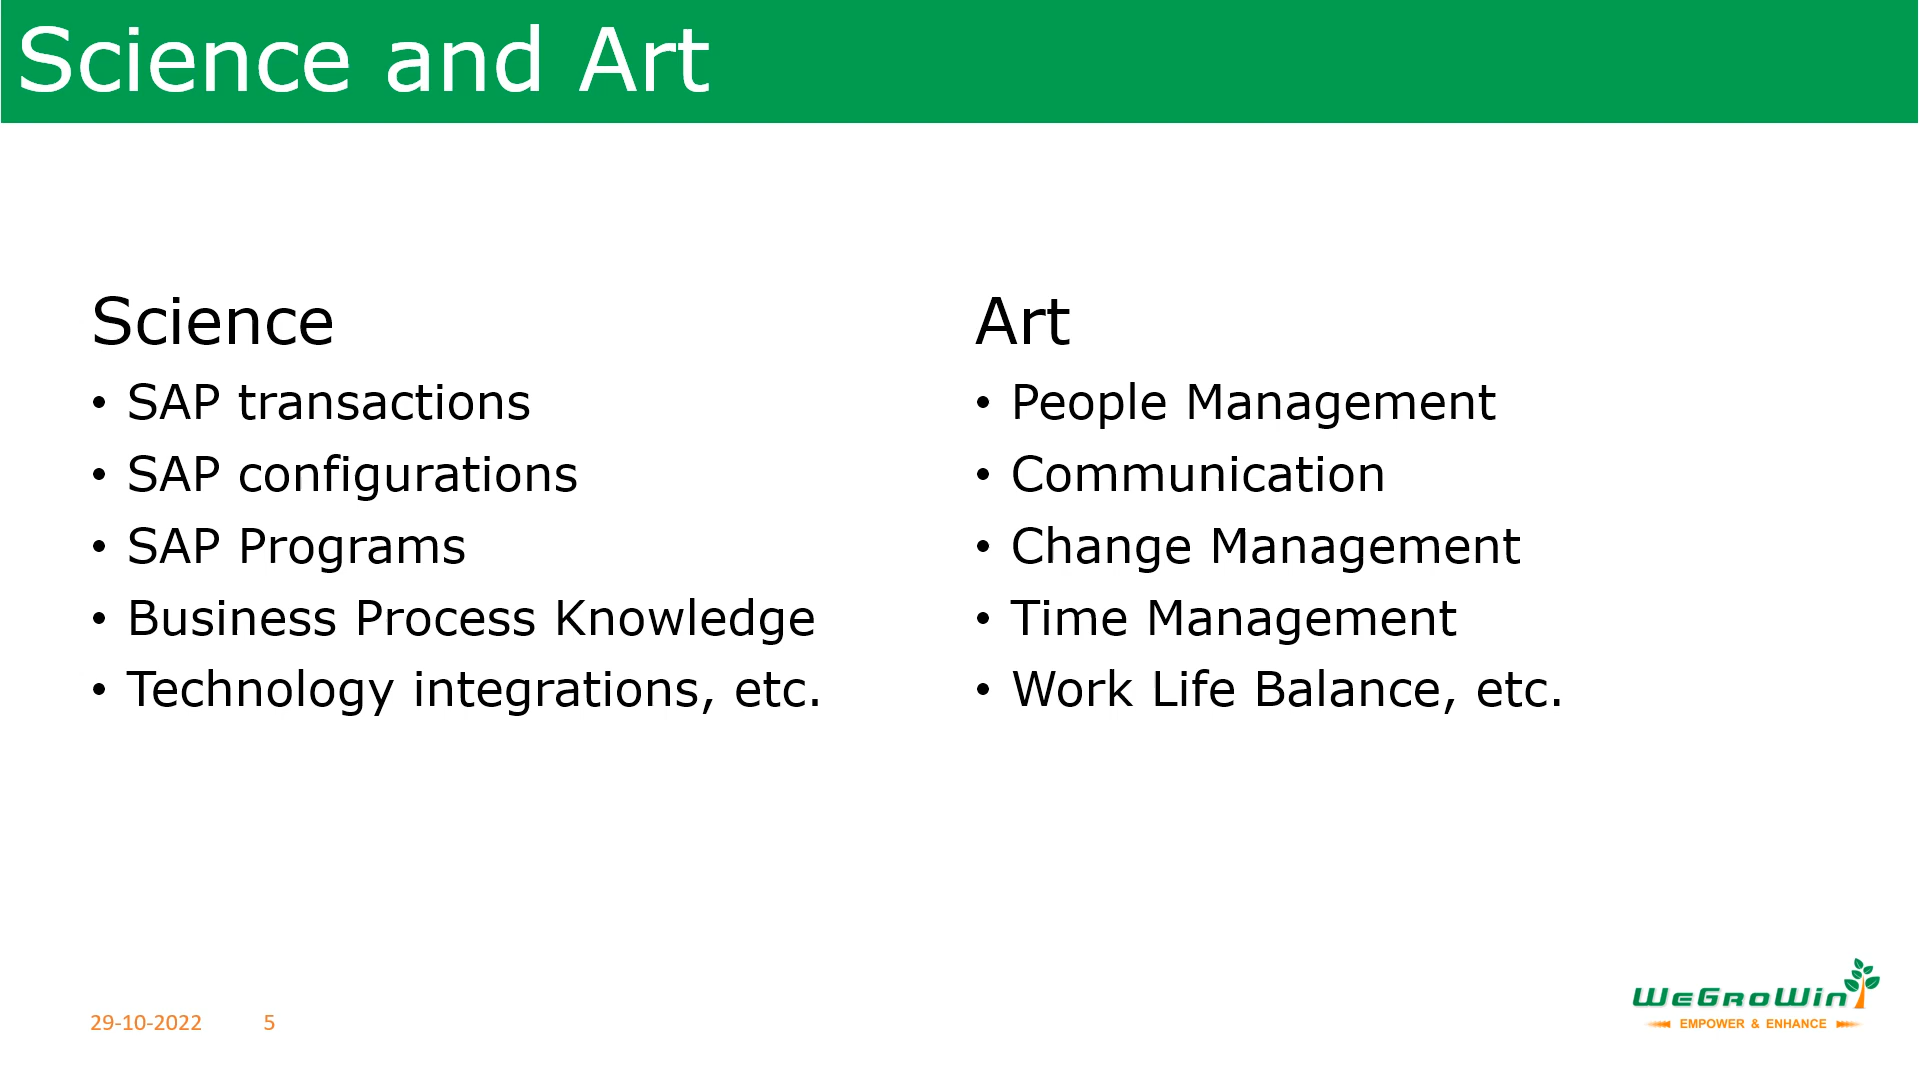 Science and Art
Science
• SAP transactions
• SAP configurations
• SAP Programs
• Business Process Knowledge
• Technology integrations, etc.
Art
• People Management
• Communication
• Change Management
• Time Management
• Work Life Balance, etc.
29-10-2022 5
WeGroWin
EMPOWER & ENHANCE